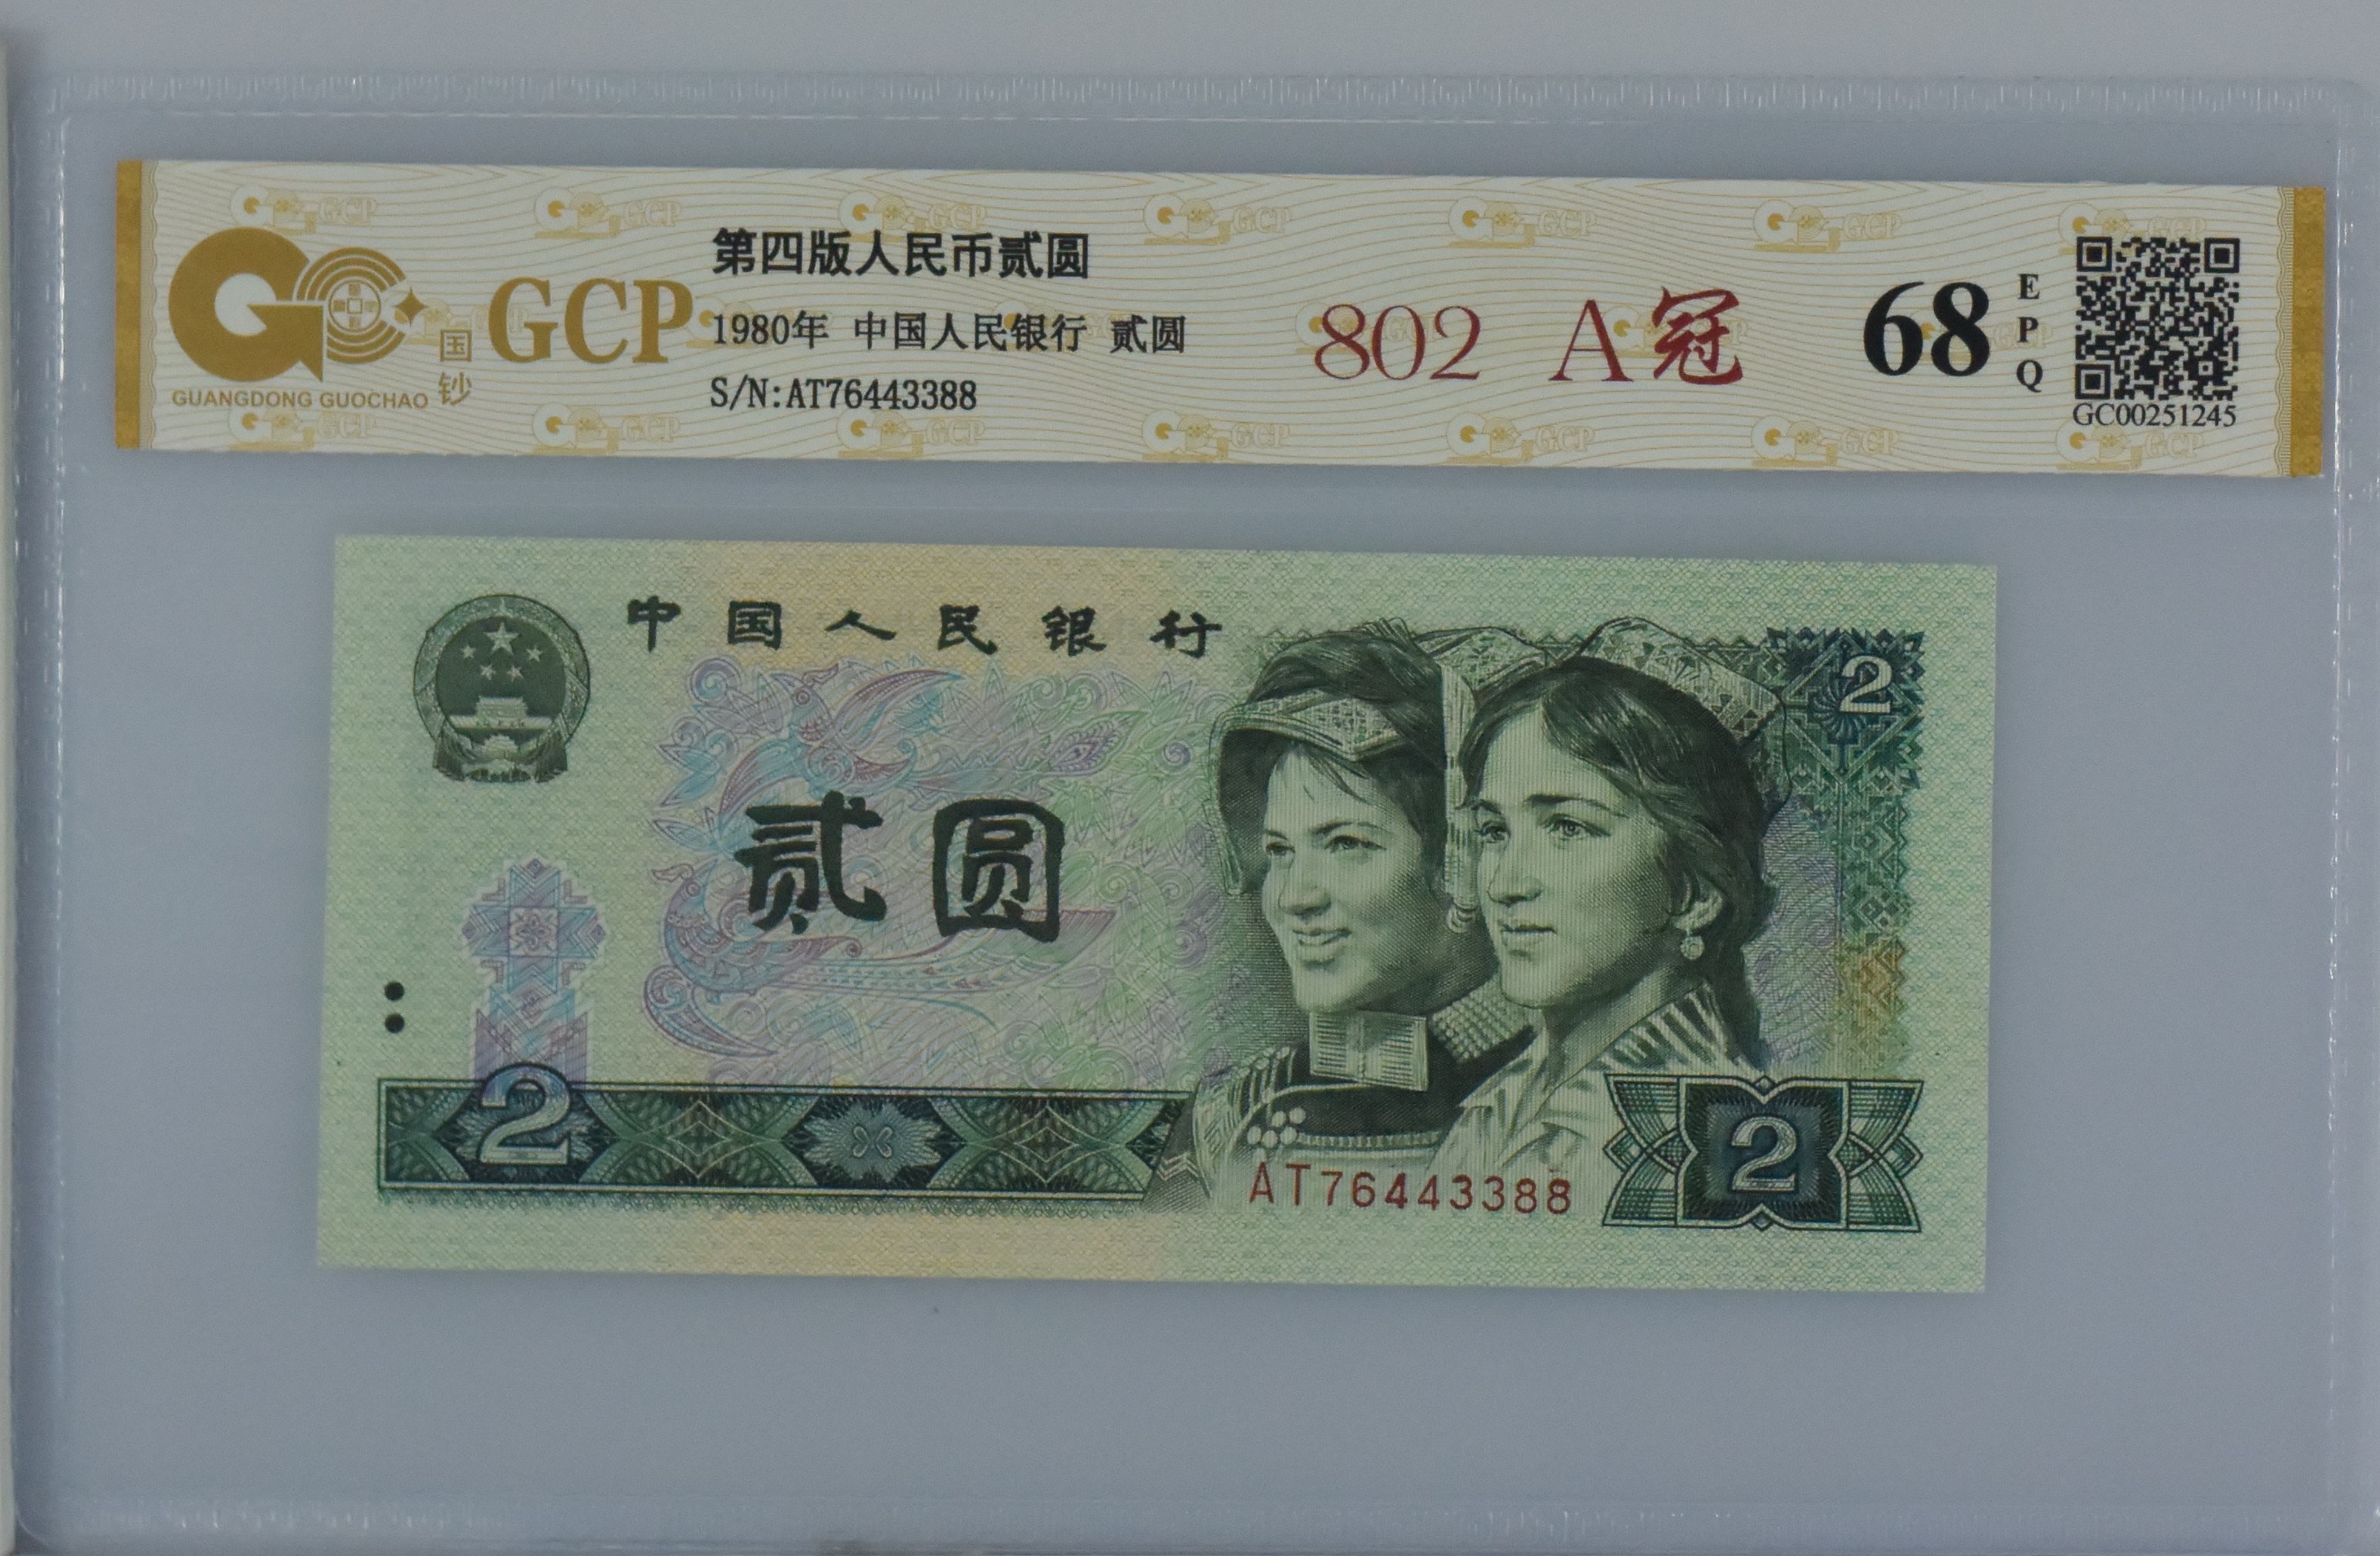 GCP
国钞
GUANGDONG GUOCHAO
第四版人民币贰圆
1980年 中国人民银行 贰圆
S/N:AT76443388
802 A冠
68
EPQ
GC00251245
中国人民银行
2
贰圆
2
AT76443388
2